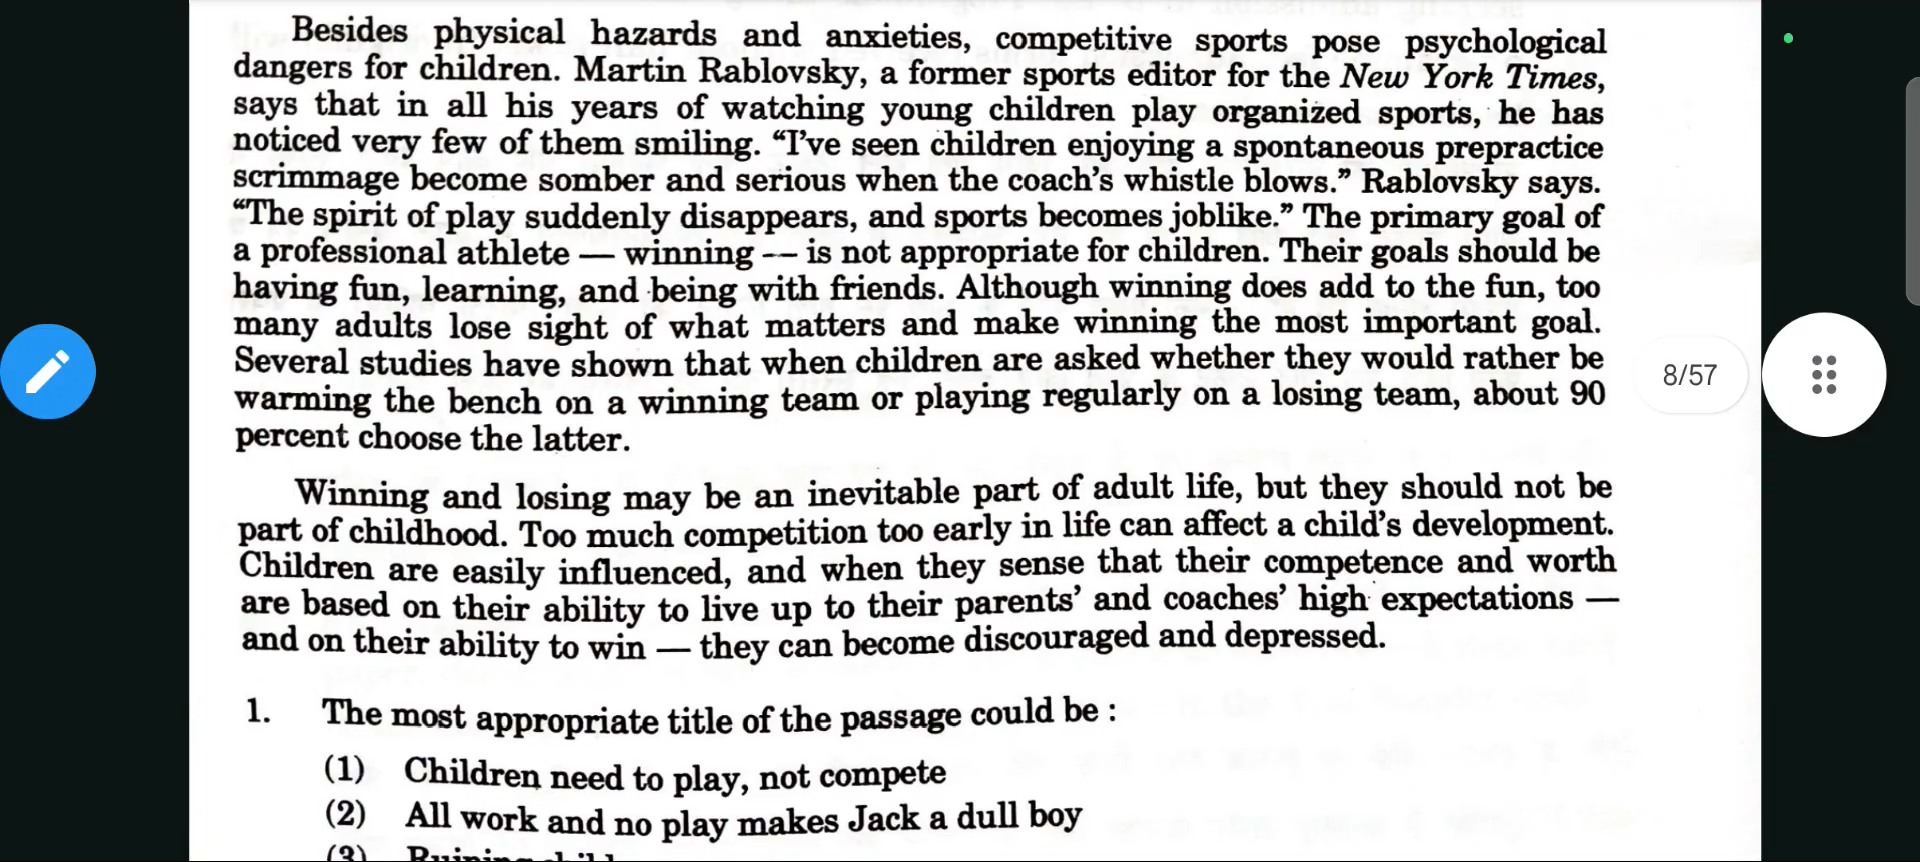 Besides physical hazards and anxieties, competitive sports pose psychological
dangers for children. Martin Rablovsky, a former sports editor for the New York Times,
says that in all his years of watching young children play organized sports, he has
noticed very few of them smiling. “I’ve seen children enjoying a spontaneous prepractice
scrimmage become somber and serious when the coach’s whistle blows.” Rablovsky says.
“The spirit of play suddenly disappears, and sports becomes joblike.” The primary goal of
a professional athlete — winning -- is not appropriate for children. Their goals should be
having fun, learning, and being with friends. Although winning does add to the fun, too
many adults lose sight of what matters and make winning the most important goal.
Several studies have shown that when children are asked whether they would rather be
warming the bench on a winning team or playing regularly on a losing team, about 90
percent choose the latter.
Winning and losing may be an inevitable part of adult life, but they should not be
part of childhood. Too much competition too early in life can affect a child’s development.
Children are easily influenced, and when they sense that their competence and worth
are based on their ability to live up to their parents’ and coaches’ high expectations —
and on their ability to win — they can become discouraged and depressed.
1. The most appropriate title of the passage could be :
(1) Children need to play, not compete
(2) All work and no play makes Jack a dull boy
(3)
8/57